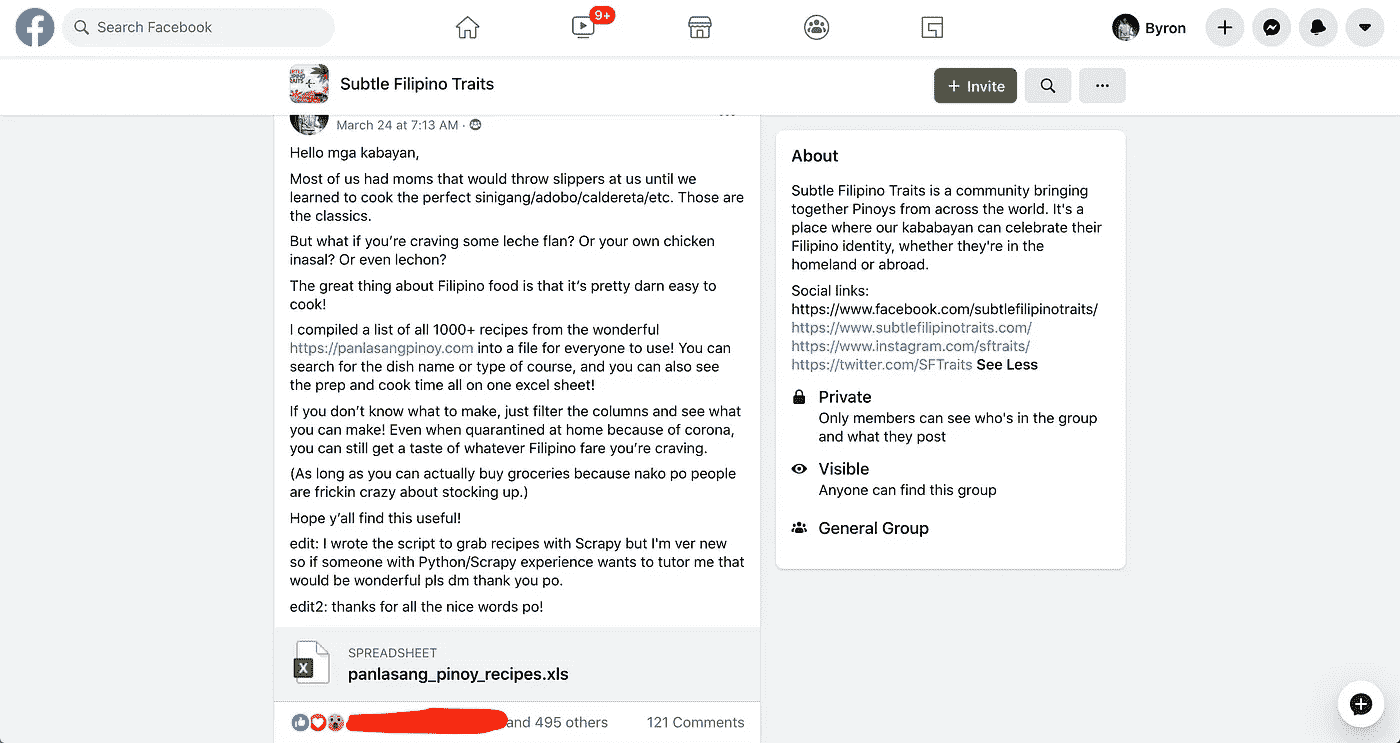 Search Facebook
9+
Byron
Subtle Filipino Traits
+ Invite
March 24 at 7:13 AM ·
Hello mga kabayan,
Most of us had moms that would throw slippers at us until we
learned to cook the perfect sinigang/adobo/caldereta/etc. Those are
the classics.
But what if you’re craving some leche flan? Or your own chicken
inasal? Or even lechon?
The great thing about Filipino food is that it’s pretty darn easy to
cook!
I compiled a list of all 1000+ recipes from the wonderful
https://panlasangpinoy.com into a file for everyone to use! You can
search for the dish name or type of course, and you can also see
the prep and cook time all on one excel sheet!
If you don’t know what to make, just filter the columns and see what
you can make! Even when quarantined at home because of corona,
you can still get a taste of whatever Filipino fare you’re craving.
(As long as you can actually buy groceries because nako po people
are frickin crazy about stocking up.)
Hope y’all find this useful!
edit: I wrote the script to grab recipes with Scrapy but I'm ver new
so if someone with Python/Scrapy experience wants to tutor me that
would be wonderful pls dm thank you po.
edit2: thanks for all the nice words po!
X
SPREADSHEET
panlasang_pinoy_recipes.xls
and 495 others
121 Comments
About
Subtle Filipino Traits is a community bringing
together Pinoys from across the world. It's a
place where our kababayan can celebrate their
Filipino identity, whether they're in the
homeland or abroad.
Social links:
https://www.facebook.com/subtlefilipinotraits/
https://www.subtlefilipinotraits.com/
https://www.instagram.com/sftraits/
https://twitter.com/SFTraits See Less
Private
Only members can see who's in the group
and what they post
Visible
Anyone can find this group
General Group